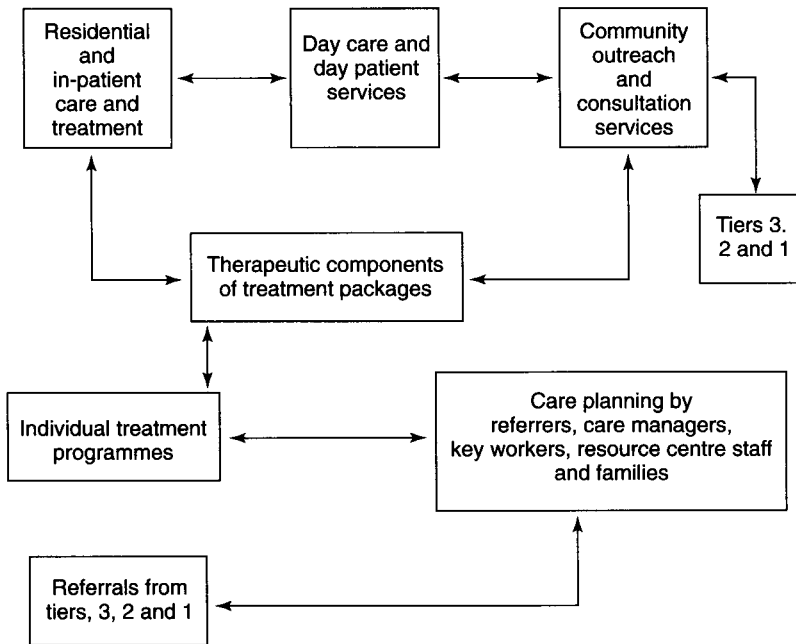 Residential
and
in-patient
care and
treatment
Day care and
day patient
services
Community
outreach
and
consultation
services
Tiers 3.
2 and 1
Therapeutic components
of treatment packages
Individual treatment
programmes
Care planning by
referrers, care managers,
key workers, resource centre staff
and families
Referrals from
tiers, 3, 2 and 1